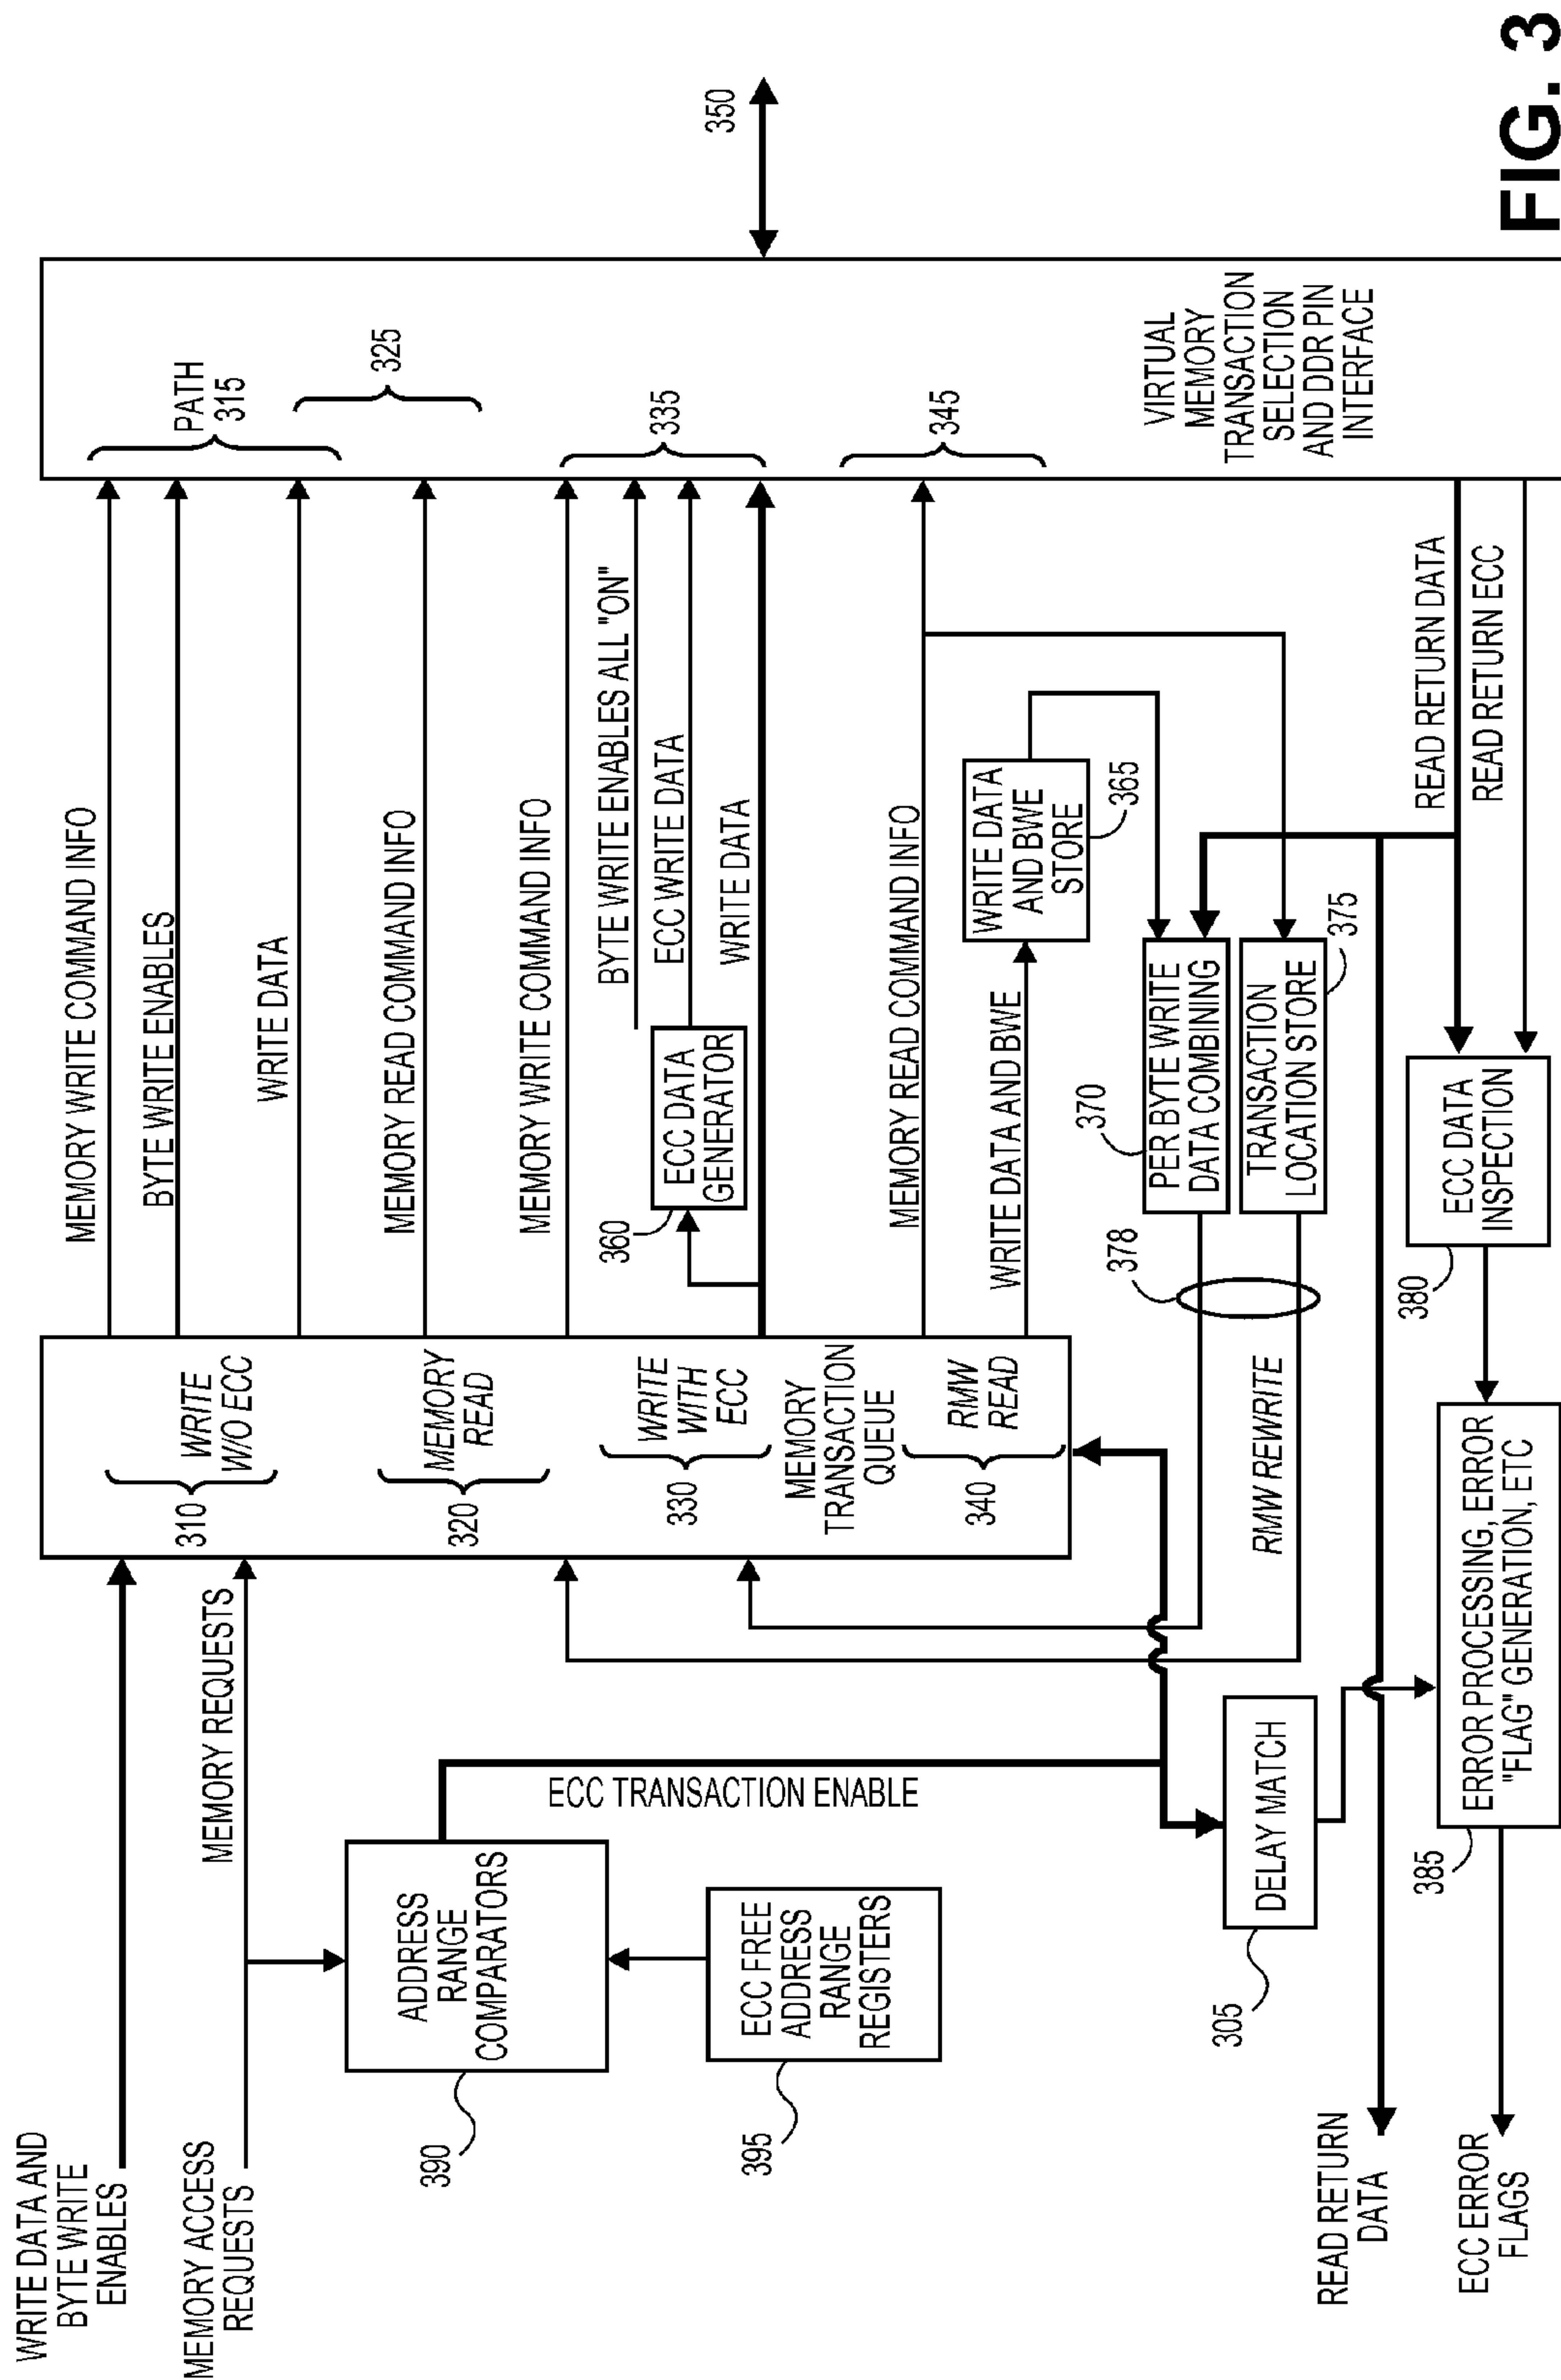 WRITE DATA AND
BYTE WRITE
ENABLES
MEMORY ACCESS
REQUESTS
MEMORY REQUESTS
390
ADDRESS
RANGE
COMPARATORS
395
ECC FREE
ADDRESS
RANGE
REGISTERS
ECC TRANSACTION ENABLE
305
DELAY MATCH
READ RETURN
DATA
ECC ERROR
FLAGS
310
WRITE
W/O ECC
320
MEMORY
READ
330
WRITE
WITH
ECC
MEMORY
TRANSACTION
QUEUE
340
RMW
READ
RMW REWRITE
378
385
ERROR PROCESSING, ERROR
"FLAG" GENERATION, ETC
MEMORY WRITE COMMAND INFO
BYTE WRITE ENABLES
WRITE DATA
MEMORY READ COMMAND INFO
MEMORY WRITE COMMAND INFO
BYTE WRITE ENABLES ALL "ON"
ECC WRITE DATA
WRITE DATA
360
ECC DATA
GENERATOR
MEMORY READ COMMAND INFO
WRITE DATA AND BWE
WRITE DATA
AND BWE
STORE
365
370
PER BYTE WRITE
DATA COMBINING
TRANSACTION
LOCATION STORE
375
380
ECC DATA
INSPECTION
READ RETURN DATA
READ RETURN ECC
PATH
315
325
335
345
VIRTUAL
MEMORY
TRANSACTION
SELECTION
AND DDR PIN
INTERFACE
350
FIG. 3